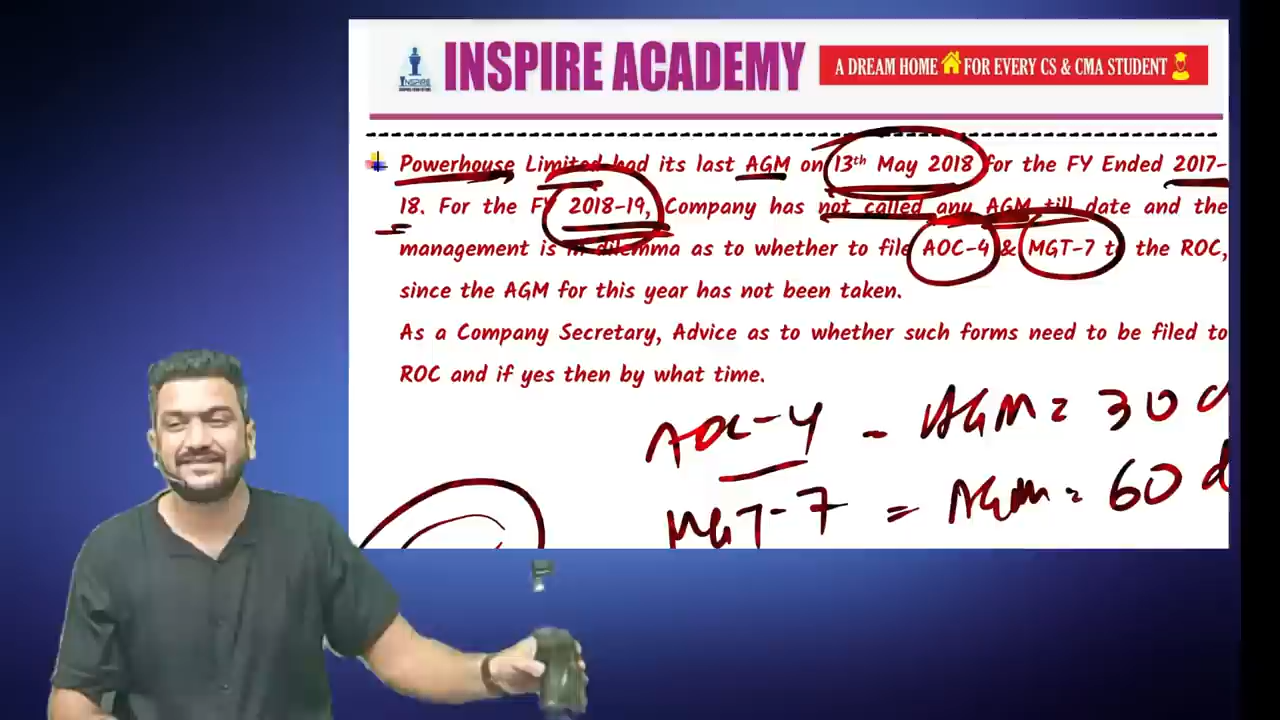 INSPIRE ACADEMY
A DREAM HOME FOR EVERY CS & CMA STUDENT
INSPIRE
Powerhouse Limited had its last AGM on 13th May 2018 for the FY Ended 2017-
18. For the FY 2018-19, Company has not called any AGM till date and the
management is in dilemma as to whether to file AOC-4 & MGT-7 to the ROC,
since the AGM for this year has not been taken.
As a Company Secretary, Advice as to whether such forms need to be filed to
ROC and if yes then by what time.
AOC-4 - AGM = 30 d
MGT-7 = AGM = 60 d